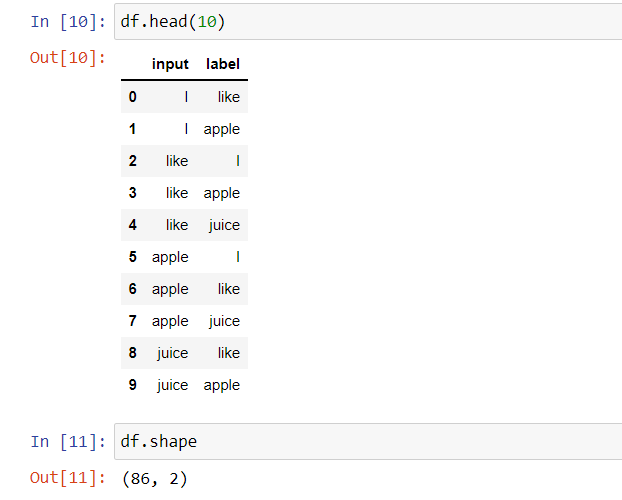 In [10]: df.head(10)
Out[10]:
input label
0 I like
1 I apple
2 like I
3 like apple
4 like juice
5 apple I
6 apple like
7 apple juice
8 juice like
9 juice apple
In [11]: df.shape
Out[11]: (86, 2)